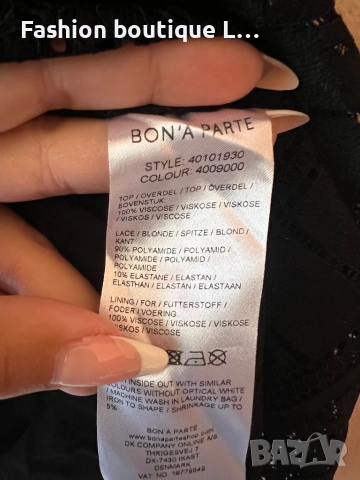 Fashion boutique L...
BON'A PARTE
STYLE: 40101930
COLOUR: 4009000
TOP / OVERDEL / TOP / OVERDEL /
BOVENSTUK
100% VISCOSE / VISKOSE / VISKOS
/ VISKOS / VISCOSE
LACE / BLONDE / SPITZE / BLOND /
KANT
90% POLYAMIDE / POLYAMID /
POLYAMIDE / POLYAMID /
POLYAMIDE
10% ELASTANE / ELASTAN /
ELASTHAN / ELASTAN / ELASTAAN
LINING / FOR / FUTTERSTOFF /
FODER / VOERING
100% VISCOSE / VISKOSE / VISKOS
/ VISKOS / VISCOSE
INSIDE OUT WITH SIMILAR
COLOURS WITHOUT OPTICAL WHITE
/ MACHINE WASH IN LAUNDRY BAG /
IRON TO SHAPE / SHRINKAGE UP TO
5%
BON A PARTE
www.bonaparteshop.com
DK COMPANY ONLINE A/S
THRIGESVEJ
DK-7430 IKAST
DENMARK
BAZAR